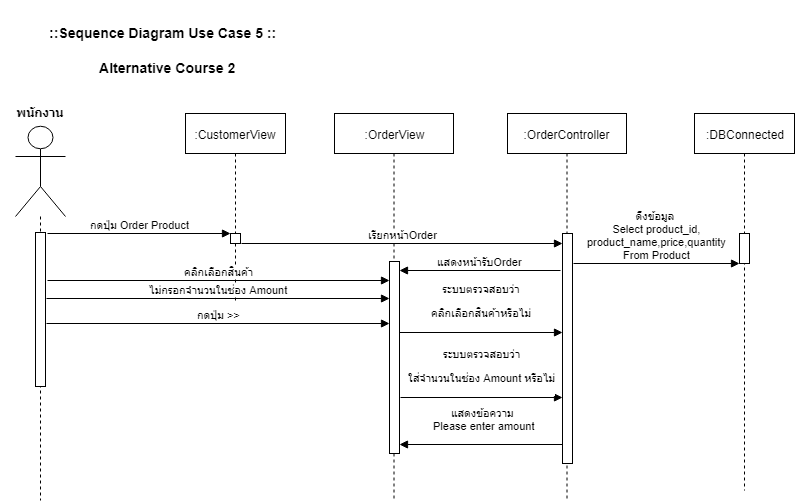 ::Sequence Diagram Use Case 5 ::
Alternative Course 2
พนักงาน
:CustomerView
:OrderView
:OrderController
:DBConnected
กดปุ่ม Order Product
เรียกหน้าOrder
ดึงข้อมูล
Select product_id,
product_name,price,quantity
From Product
แสดงหน้ารับOrder
คลิกเลือกสินค้า
ไม่กรอกจำนวนในช่อง Amount
ระบบตรวจสอบว่า
คลิกเลือกสินค้าหรือไม่
กดปุ่ม >>
ระบบตรวจสอบว่า
ใส่จำนวนในช่อง Amount หรือไม่
แสดงข้อความ
Please enter amount